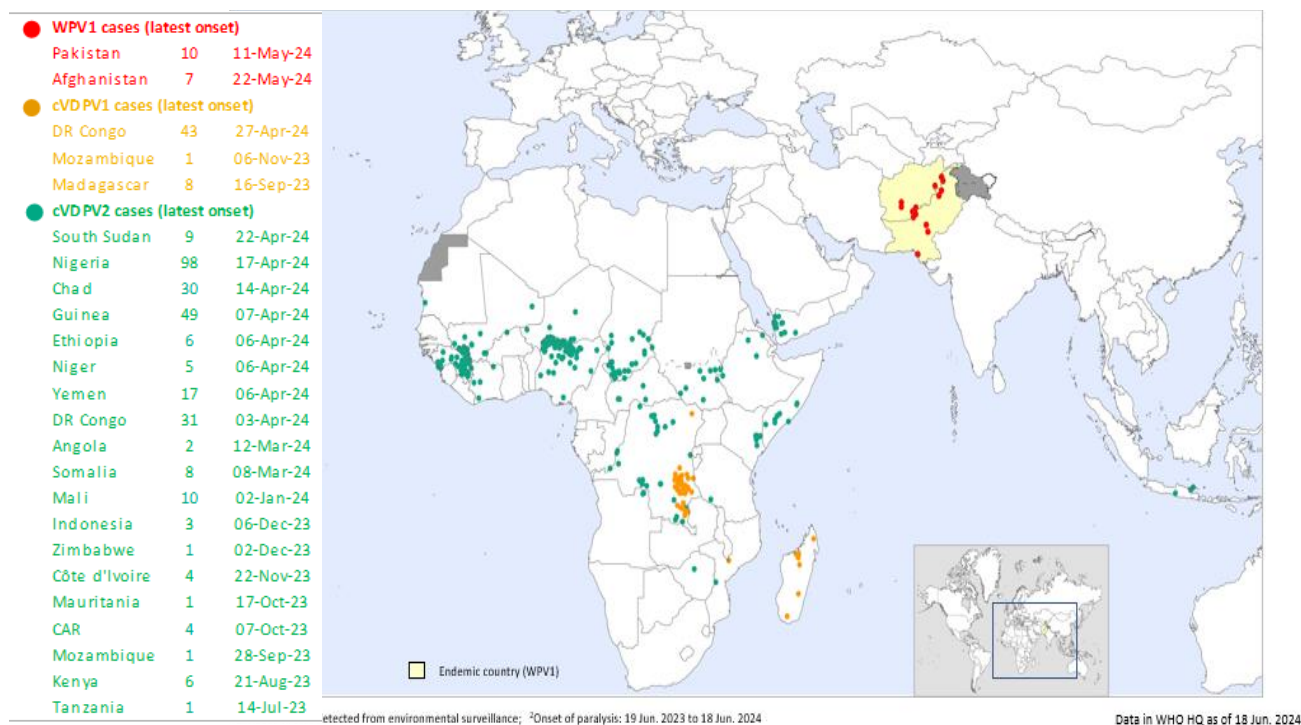 WPV1 cases (latest onset)
Pakistan 10 11-May-24
Afghanistan 7 22-May-24
cVDPV1 cases (latest onset)
DR Congo 43 27-Apr-24
Mozambique 1 06-Nov-23
Madagascar 8 16-Sep-23
cVDPV2 cases (latest onset)
South Sudan 9 22-Apr-24
Nigeria 98 17-Apr-24
Chad 30 14-Apr-24
Guinea 49 07-Apr-24
Ethiopia 6 06-Apr-24
Niger 5 06-Apr-24
Yemen 17 06-Apr-24
DR Congo 31 03-Apr-24
Angola 2 12-Mar-24
Somalia 8 08-Mar-24
Mali 10 02-Jan-24
Indonesia 3 06-Dec-23
Zimbabwe 1 02-Dec-23
Côte d'Ivoire 4 22-Nov-23
Mauritania 1 17-Oct-23
CAR 4 07-Oct-23
Mozambique 1 28-Sep-23
Kenya 6 21-Aug-23
Tanzania 1 14-Jul-23
Endemic country (WPV1)
etected from environmental surveillance; ²Onset of paralysis: 19 Jun. 2023 to 18 Jun. 2024
Data in WHO HQ as of 18 Jun. 2024